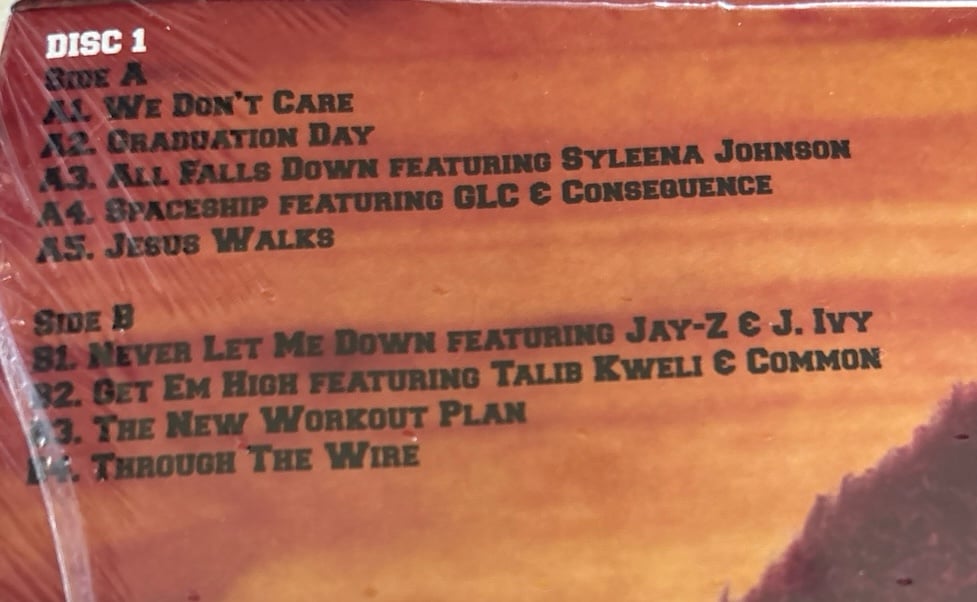 DISC 1
SIDE A
A1. WE DON'T CARE
A2. GRADUATION DAY
A3. ALL FALLS DOWN FEATURING SYLEENA JOHNSON
A4. SPACESHIP FEATURING GLC & CONSEQUENCE
A5. JESUS WALKS
SIDE B
B1. NEVER LET ME DOWN FEATURING JAY-Z & J. IVY
B2. GET EM HIGH FEATURING TALIB KWELI & COMMON
B3. THE NEW WORKOUT PLAN
B4. THROUGH THE WIRE